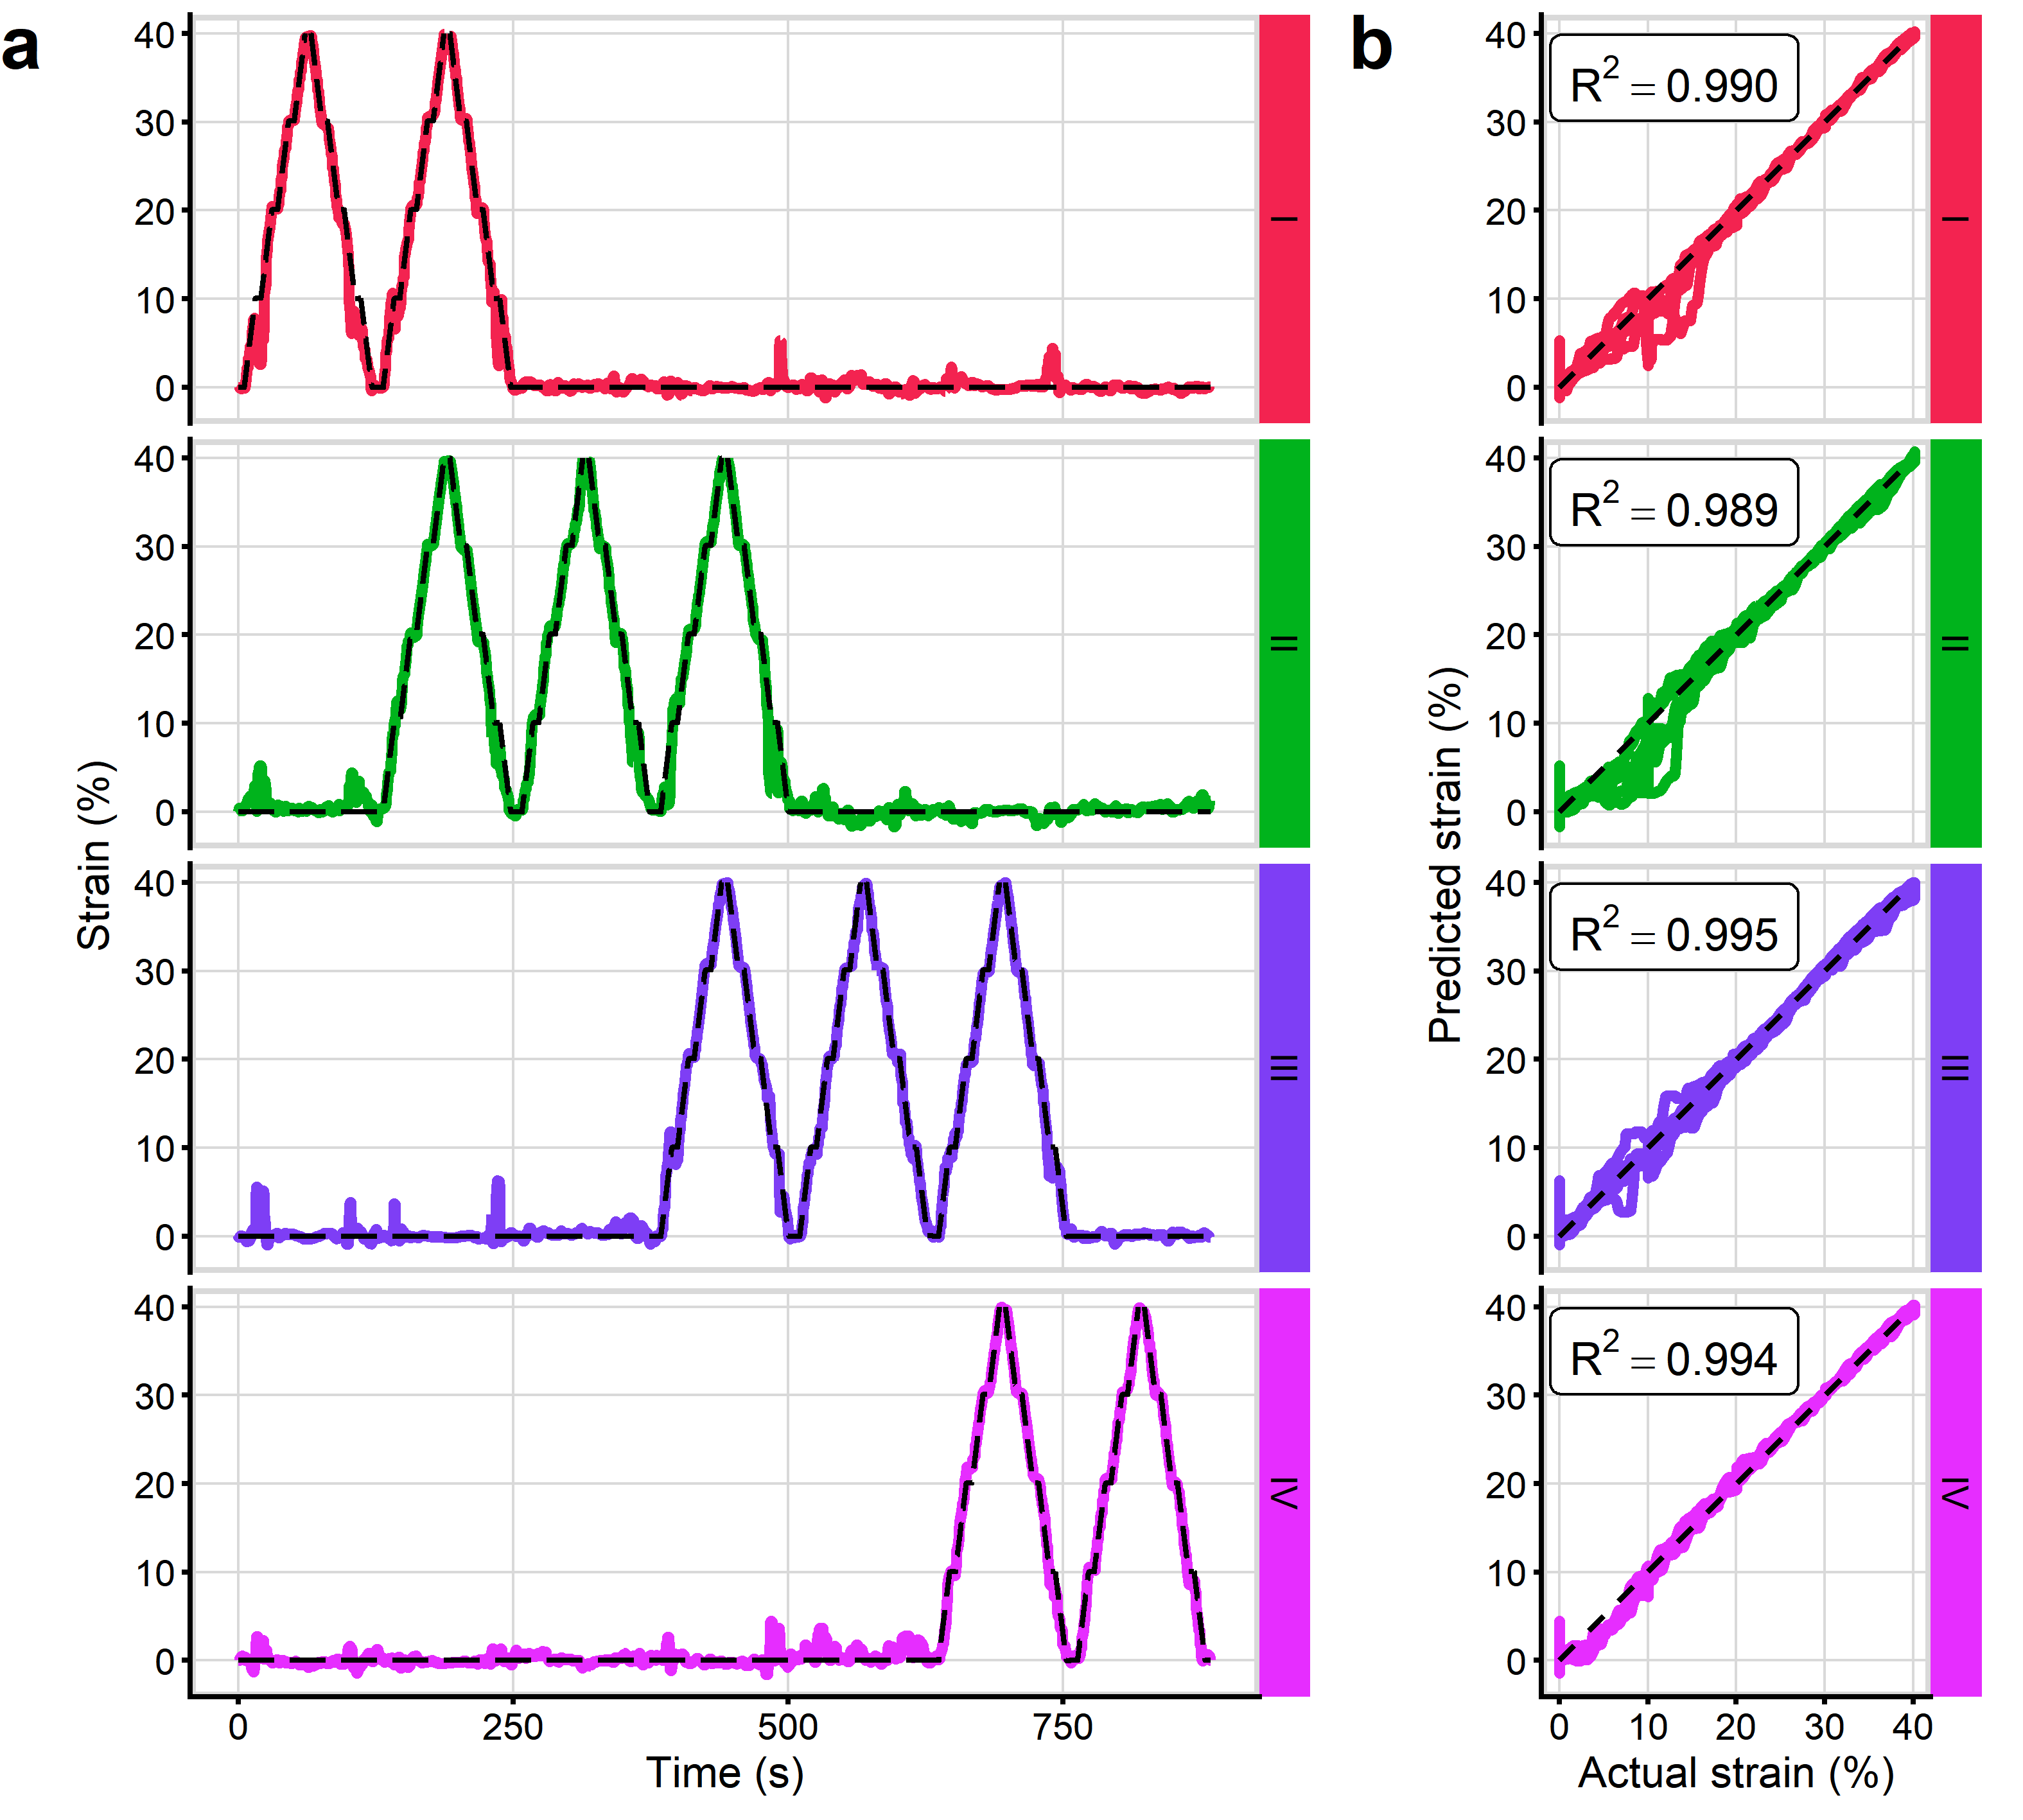 a
Strain (%)
40
30
20
10
0
I
40
30
20
10
0
II
40
30
20
10
0
III
40
30
20
10
0
IV
0 250 500 750
Time (s)
b
Predicted strain (%)
40
30
20
10
0
R² = 0.990
I
40
30
20
10
0
R² = 0.989
II
40
30
20
10
0
R² = 0.995
III
40
30
20
10
0
R² = 0.994
IV
0 10 20 30 40
Actual strain (%)